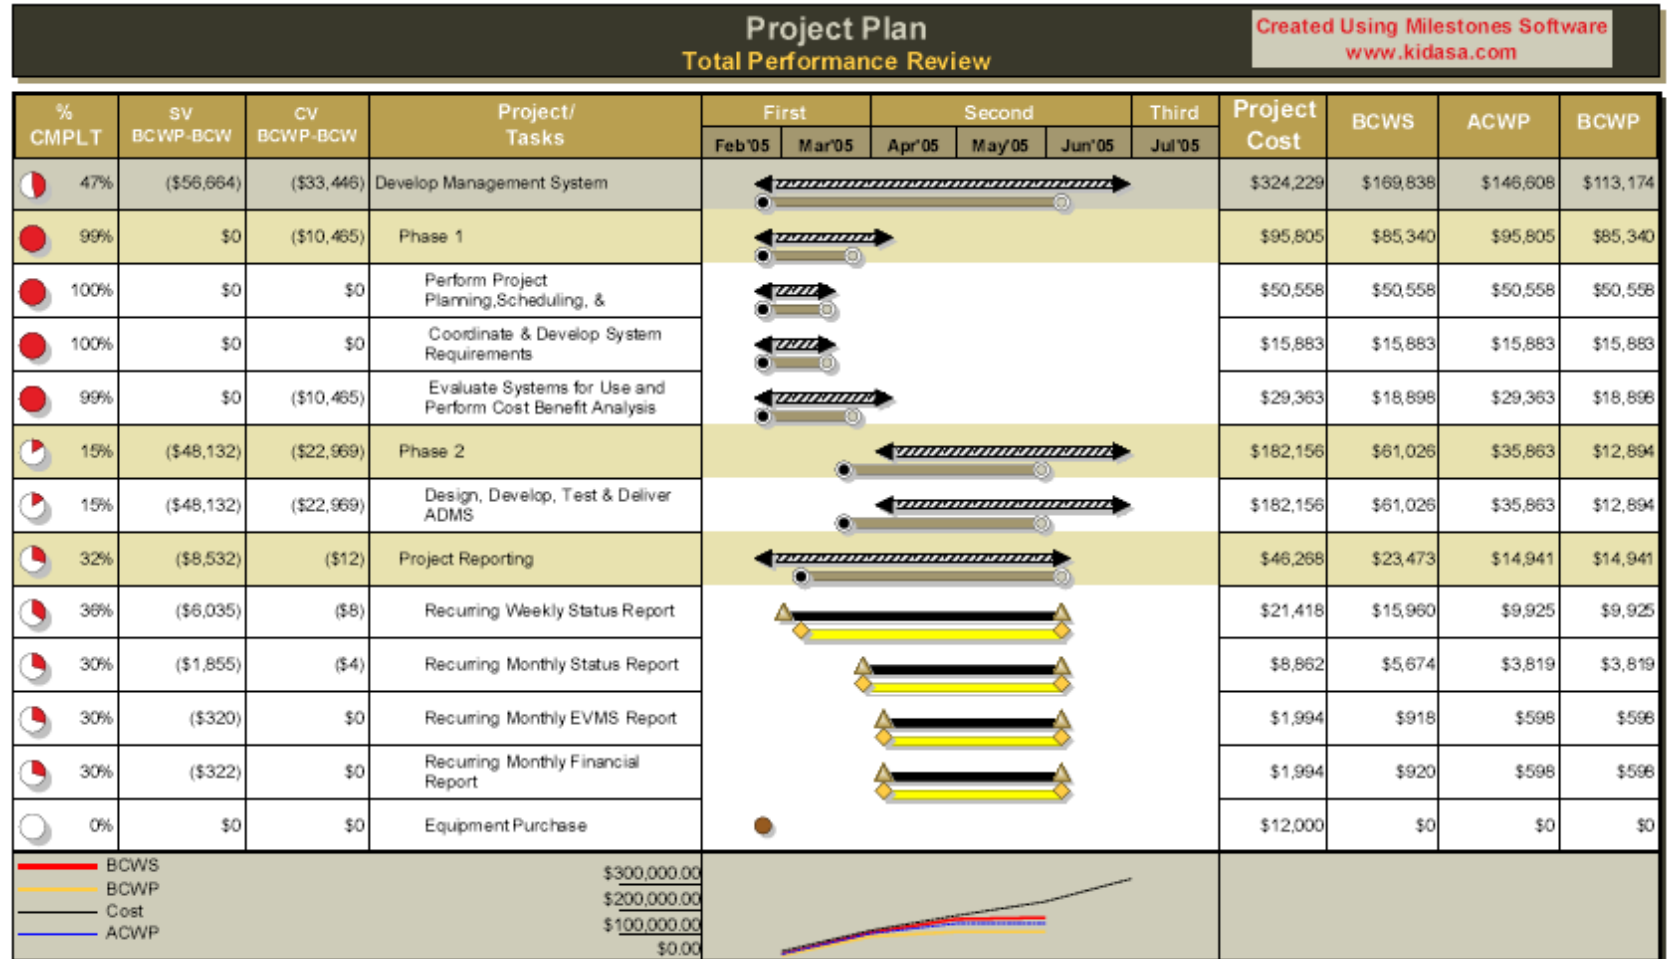 Project Plan
Total Performance Review
Created Using Milestones Software
www.kidasa.com
% CMPLT
SV BCWP-BCW
CV BCWP-BCW
Project/ Tasks
First
Second
Third
Feb'05 Mar'05 Apr'05 May'05 Jun'05 Jul'05
Project Cost
BCWS
ACWP
BCWP
47% ($56,664) ($33,446) Develop Management System $324,229 $169,838 $146,608 $113,174
99% $0 ($10,465) Phase 1 $95,805 $85,340 $95,805 $85,340
100% $0 $0 Perform Project
Planning,Scheduling, & $50,558 $50,558 $50,558 $50,558
100% $0 $0 Coordinate & Develop System
Requirements $15,883 $15,883 $15,883 $15,883
99% $0 ($10,465) Evaluate Systems for Use and
Perform Cost Benefit Analysis $29,363 $18,898 $29,363 $18,898
15% ($48,132) ($22,969) Phase 2 $182,156 $61,026 $35,863 $12,894
15% ($48,132) ($22,969) Design, Develop, Test & Deliver
ADMS $182,156 $61,026 $35,863 $12,894
32% ($8,532) ($12) Project Reporting $46,268 $23,473 $14,941 $14,941
36% ($6,035) ($8) Recurring Weekly Status Report $21,418 $15,960 $9,925 $9,925
30% ($1,855) ($4) Recurring Monthly Status Report $8,862 $5,674 $3,819 $3,819
30% ($320) $0 Recurring Monthly EVMS Report $1,994 $918 $598 $598
30% ($322) $0 Recurring Monthly Financial
Report $1,994 $920 $598 $598
0% $0 $0 Equipment Purchase $12,000 $0 $0 $0
BCWS
BCWP
Cost
ACWP
$300,000.00
$200,000.00
$100,000.00
$0.00